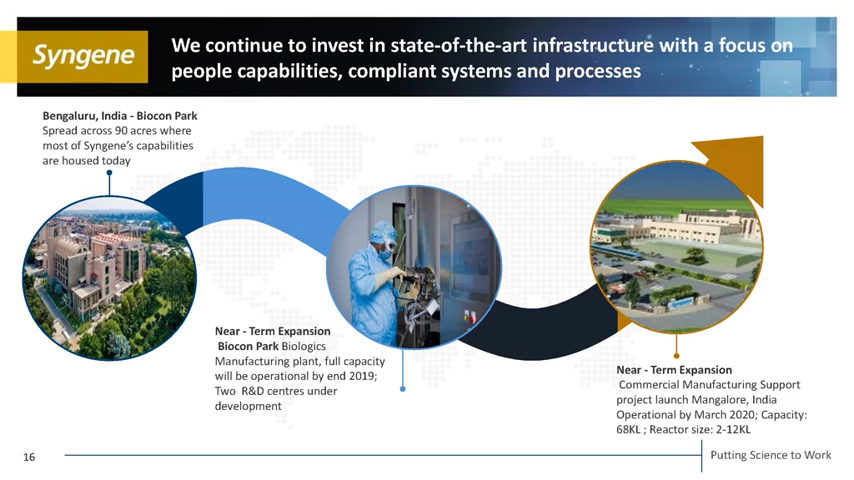 Syngene
We continue to invest in state-of-the-art infrastructure with a focus on
people capabilities, compliant systems and processes
Bengaluru, India - Biocon Park
Spread across 90 acres where
most of Syngene's capabilities
are housed today
Near - Term Expansion
Biocon Park Biologics
Manufacturing plant, full capacity
will be operational by end 2019;
Two R&D centres under
development
Near - Term Expansion
Commercial Manufacturing Support
project launch Mangalore, India
Operational by March 2020; Capacity:
68KL ; Reactor size: 2-12KL
16
Putting Science to Work